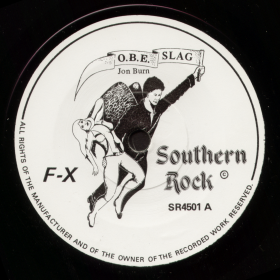 O.B.E. SLAG
Jon Burn
F-X
Southern
Rock ©
SR4501 A
ALL RIGHTS OF THE MANUFACTURER AND OF THE OWNER OF THE RECORDED WORK RESERVED.